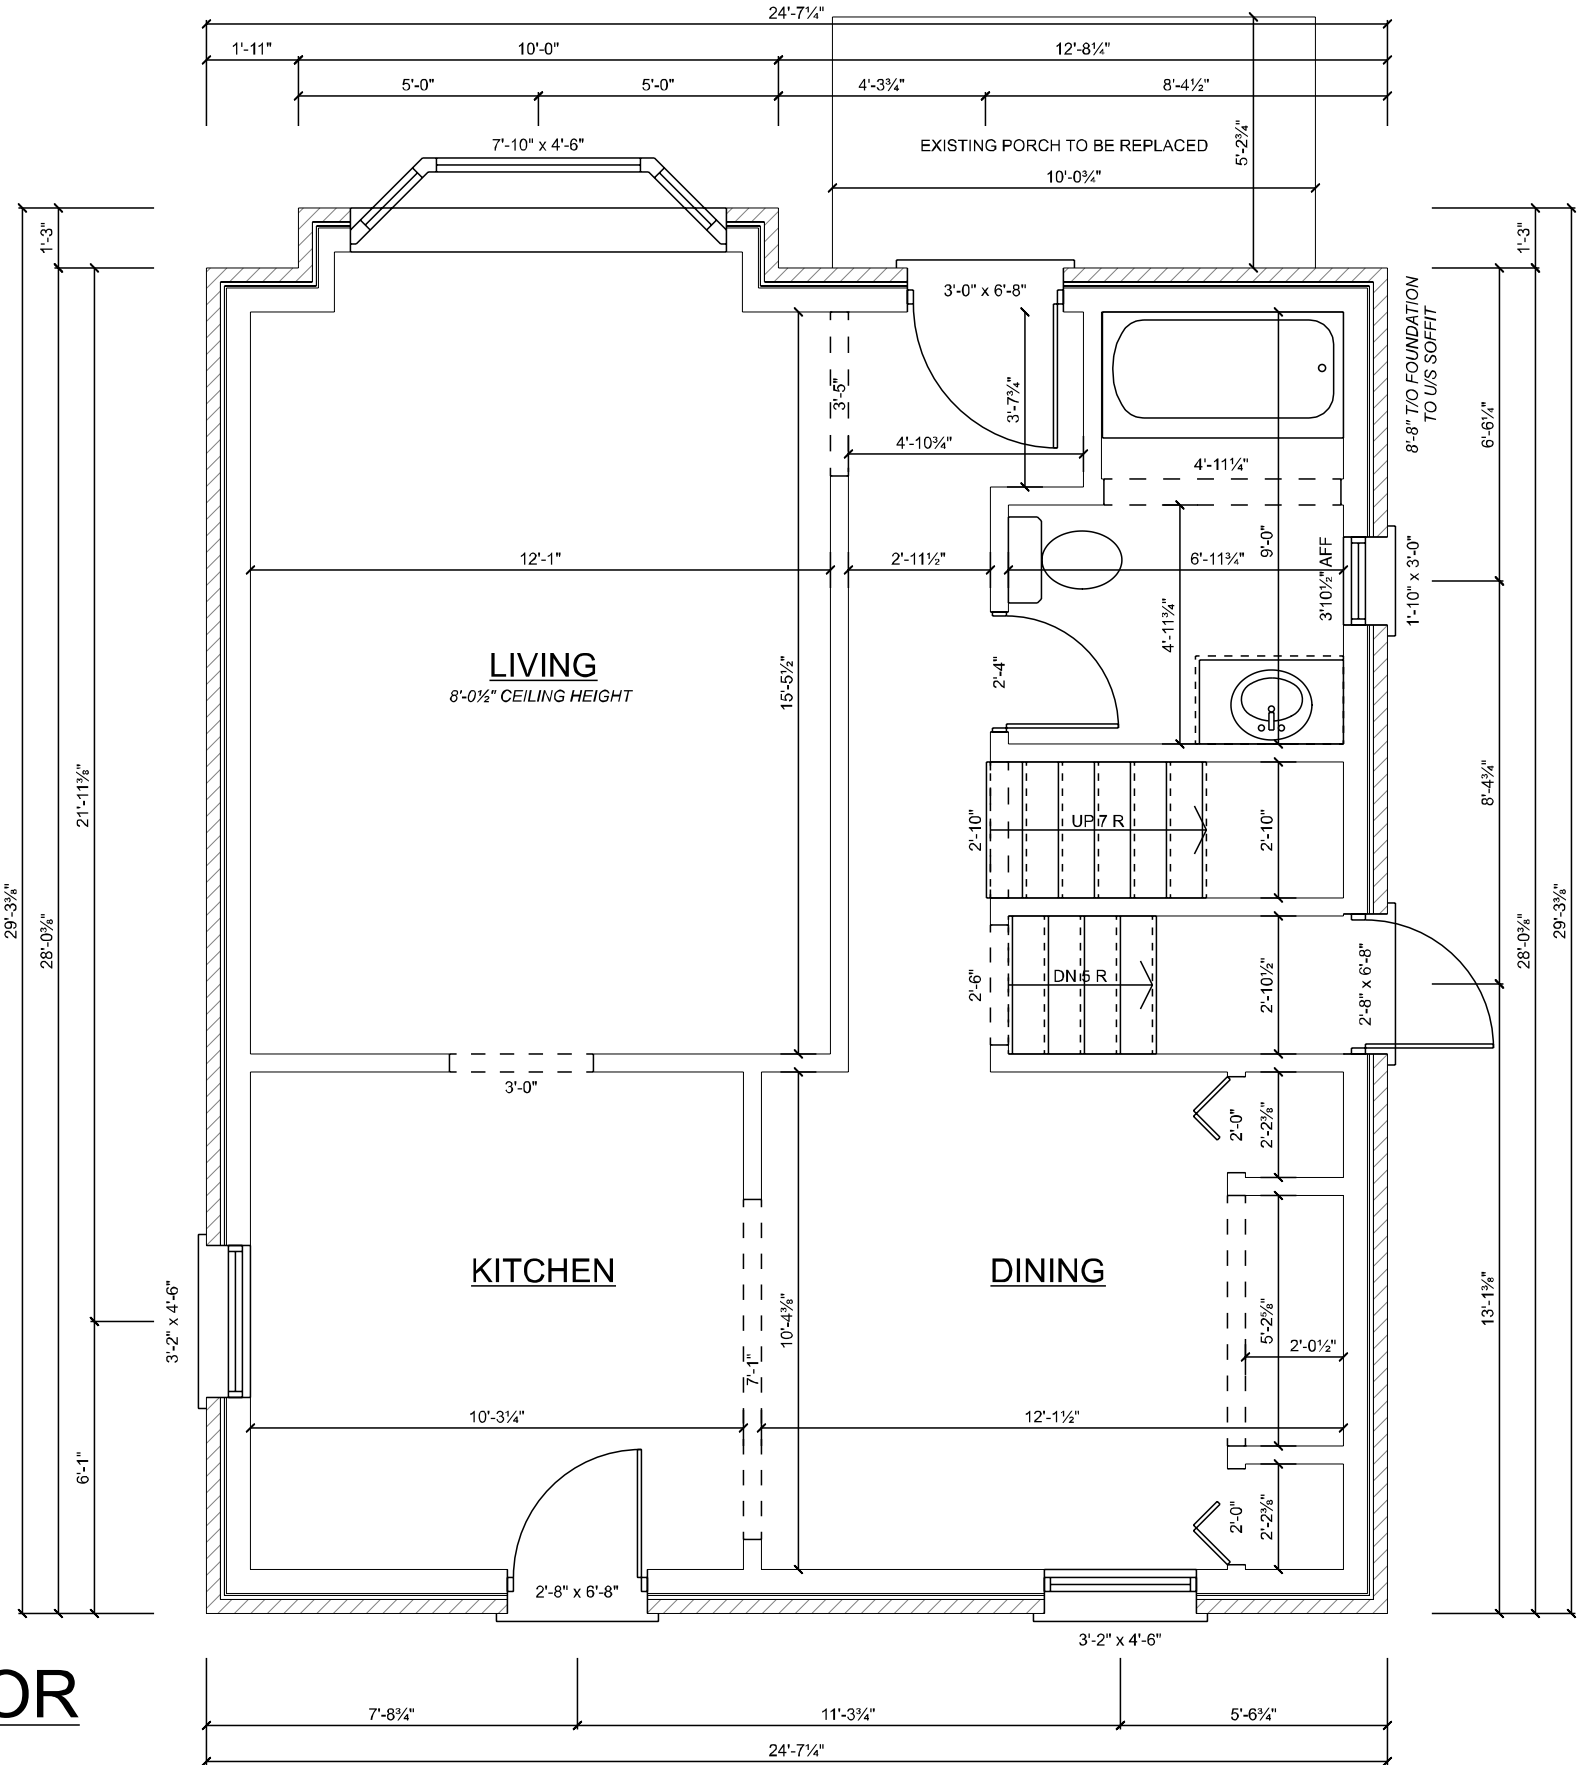 24'-7¼"
1'-11"
10'-0"
12'-8¼"
5'-0"
5'-0"
4'-3¾"
8'-4½"
7'-10" x 4'-6"
EXISTING PORCH TO BE REPLACED
5'-2¾"
10'-0¾"
1'-3"
1'-3"
3'-0" x 6'-8"
8'-8" T/O FOUNDATION
TO U/S SOFFIT
3'-5"
3'-7¾"
6'-6¼"
4'-10¾"
4'-11¼"
12'-1"
2'-11½"
6'-11¾"
9'-0"
3'10½" AFF
1'-10" x 3'-0"
4'-11¾"
LIVING
8'-0½" CEILING HEIGHT
15'-5½"
2'-4"
21'-11⅜"
8'-4¾"
UP 7 R
2'-10"
2'-10"
29'-3⅜"
28'-0⅜"
28'-0⅜"
29'-3⅜"
DN 5 R
2'-6"
2'-10½"
2'-8" x 6'-8"
3'-0"
2'-0"
2'-2⅜"
KITCHEN
DINING
3'-2" x 4'-6"
10'-4⅜"
7'-1"
5'-2⅝"
2'-0½"
13'-1⅜"
10'-3¼"
12'-1½"
6'-1"
2'-0"
2'-2⅜"
2'-8" x 6'-8"
3'-2" x 4'-6"
OR
7'-8¾"
11'-3¾"
5'-6¾"
24'-7¼"